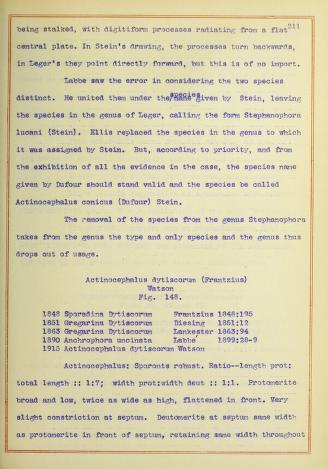 211
being stalked, with digitiform processes radiating from a flat
central plate. In Stein's drawing, the processes turn backwards,
in Leger's they point directly forward, but this is of no import.
Labbe saw the error in considering the two species
species
distinct. He united them under the/name given by Stein, leaving
the species in the genus of Leger, calling the form Stephanophora
lucani (Stein). Ellis replaced the species in the genus to which
it was assigned by Stein. But, according to priority, and from
the exhibition of all the evidence in the case, the species name
given by Dufour should stand valid and the species be called
Actinocephalus conicus (Dufour) Stein.
The removal of the species from the genus Stephanophora
takes from the genus the type and only species and the genus thus
drops out of usage.
Actinocephalus dytiscorum (Frantzius)
Watson
Fig. 148.
1848 Sporadina Dytiscorum Frantzius 1848:195
1851 Gregarina Dytiscorum Diesing 1851:12
1863 Gregarina Dytiscorum Lankester 1863:94
1890 Anchrophora uncinata Labbe 1899:28-9
1915 Actinocephalus dytiscorum Watson
Actinocephalus: Sporonts robust. Ratio--length prot:
total length :: 1:7; width prot:width deut :: 1:1. Protomerite
broad and low, twice as wide as high, flattened in front. Very
slight constriction at septum. Deutomerite at septum same width
as protomerite in front of septum, retaining same width throughout